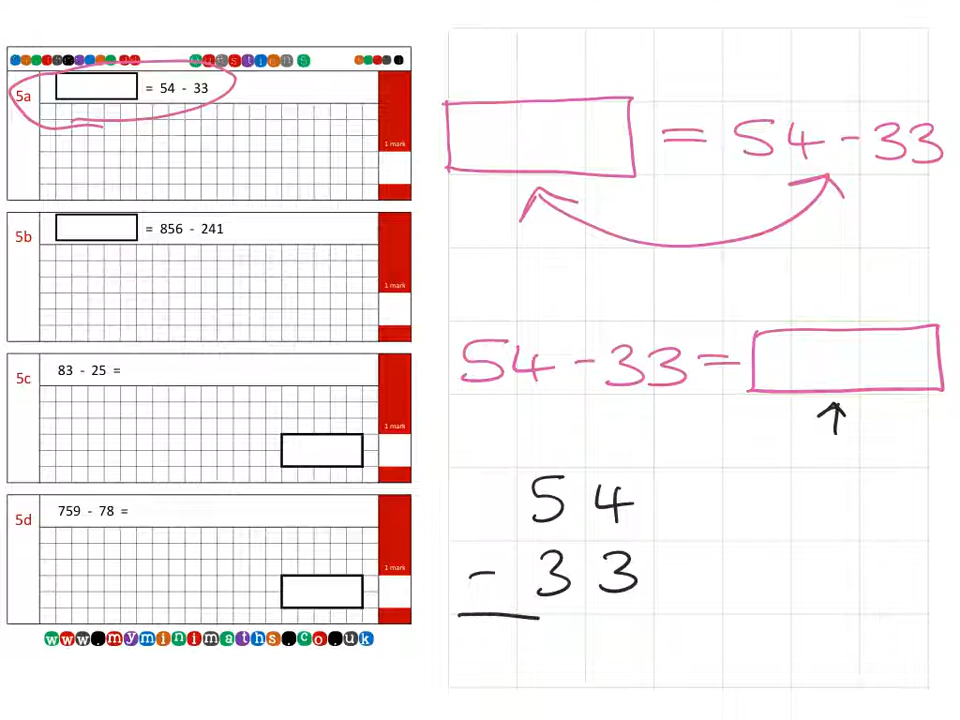 5a
= 54 - 33
1 mark
5b
= 856 - 241
1 mark
5c
83 - 25 =
1 mark
5d
759 - 78 =
1 mark
www.myminimaths.co.uk
= 54 - 33
54 - 33 =
54
- 33